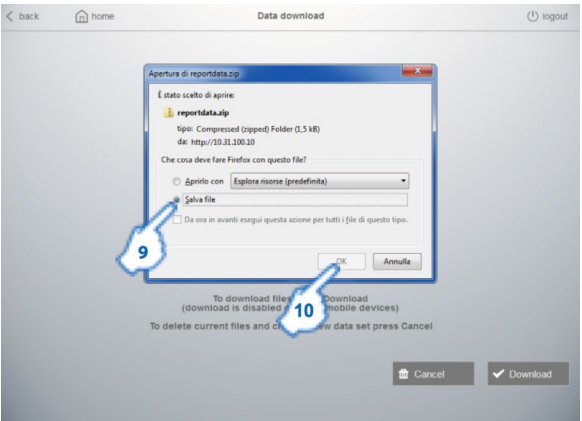 back
home
Data download
logout
Apertura di reportdata.zip
È stato scelto di aprire:
reportdata.zip
tipo: Compressed (zipped) Folder (1,5 kB)
da: http://10.31.100.10
Che cosa deve fare Firefox con questo file?
Aprirlo con
Esplora risorse (predefinita)
Salva file
Da ora in avanti esegui questa azione per tutti i file di questo tipo.
9
OK
Annulla
10
To download files Download
(download is disabled mobile devices)
To delete current files and new data set press Cancel
Cancel
Download